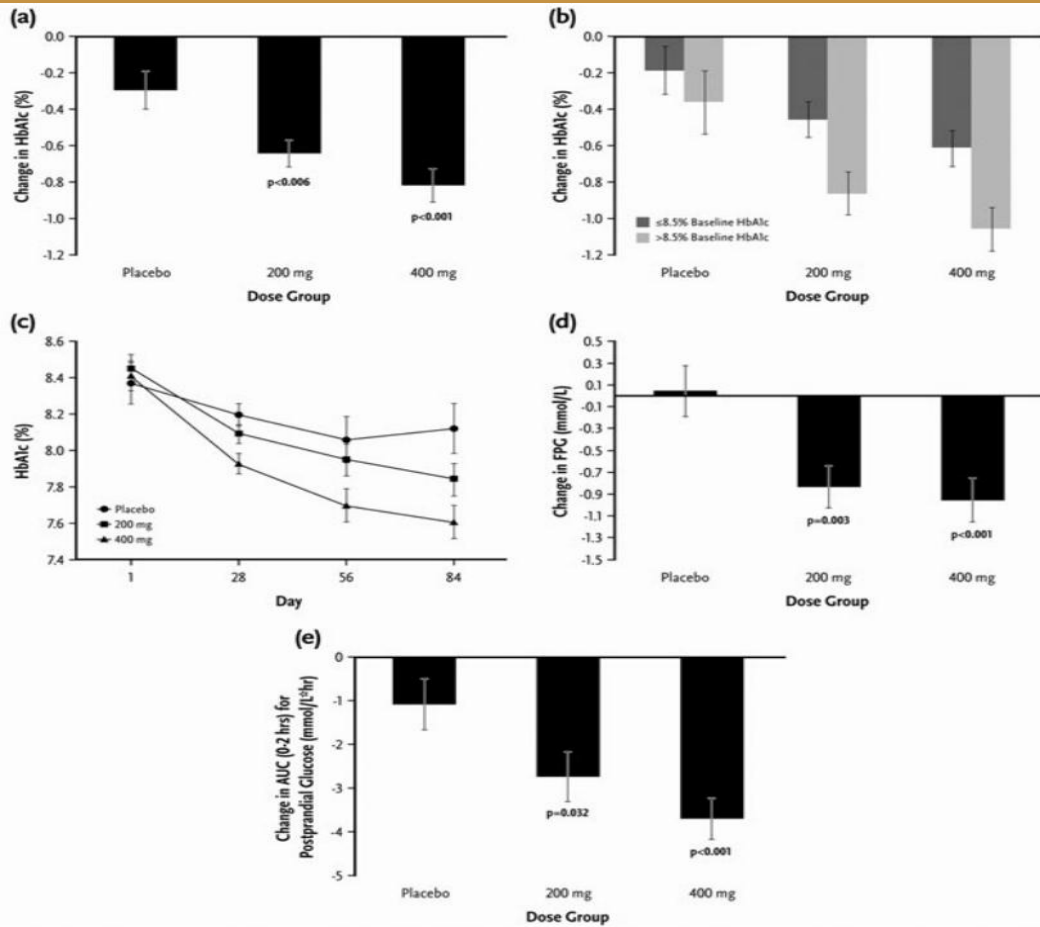 (a)
0.0
-0.2
-0.4
-0.6
-0.8
-1.0
-1.2
Change in HbA1c (%)
p<0.006
p<0.001
Placebo 200 mg 400 mg
Dose Group
(b)
0.0
-0.2
-0.4
-0.6
-0.8
-1.0
-1.2
Change in HbA1c (%)
≤8.5% Baseline HbA1c
>8.5% Baseline HbA1c
Placebo 200 mg 400 mg
Dose Group
(c)
8.6
8.4
8.2
8.0
7.8
7.6
7.4
HbA1c (%)
Placebo
200 mg
400 mg
1 28 56 84
Day
(d)
0.5
0.3
0.1
-0.1
-0.3
-0.5
-0.7
-0.9
-1.1
-1.3
-1.5
Change in FPG (mmol/L)
p=0.003
p<0.001
Placebo 200 mg 400 mg
Dose Group
(e)
0
-1
-2
-3
-4
-5
Change in AUC (0-2 hrs) for
Postprandial Glucose (mmol/L*hr)
p=0.032
p<0.001
Placebo 200 mg 400 mg
Dose Group